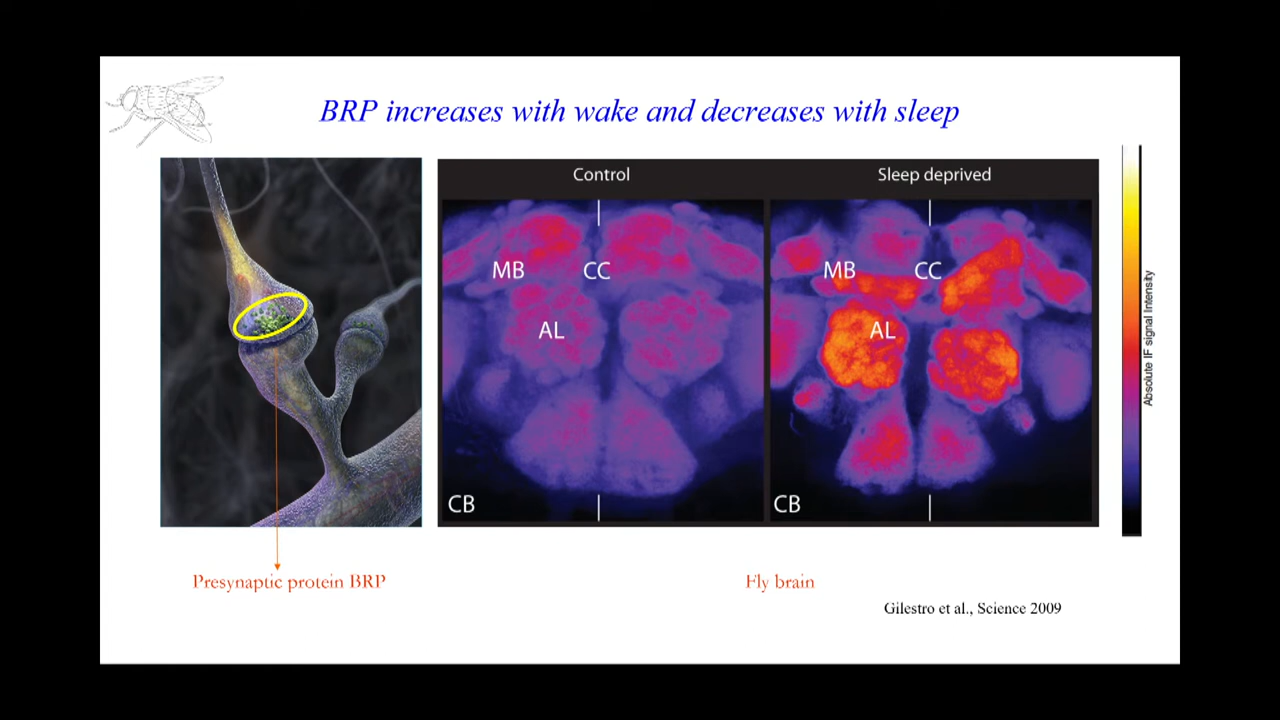 BRP increases with wake and decreases with sleep
Control
Sleep deprived
MB
CC
AL
CB
MB
CC
AL
CB
Absolute IF signal Intensity
Presynaptic protein BRP
Fly brain
Gilestro et al., Science 2009